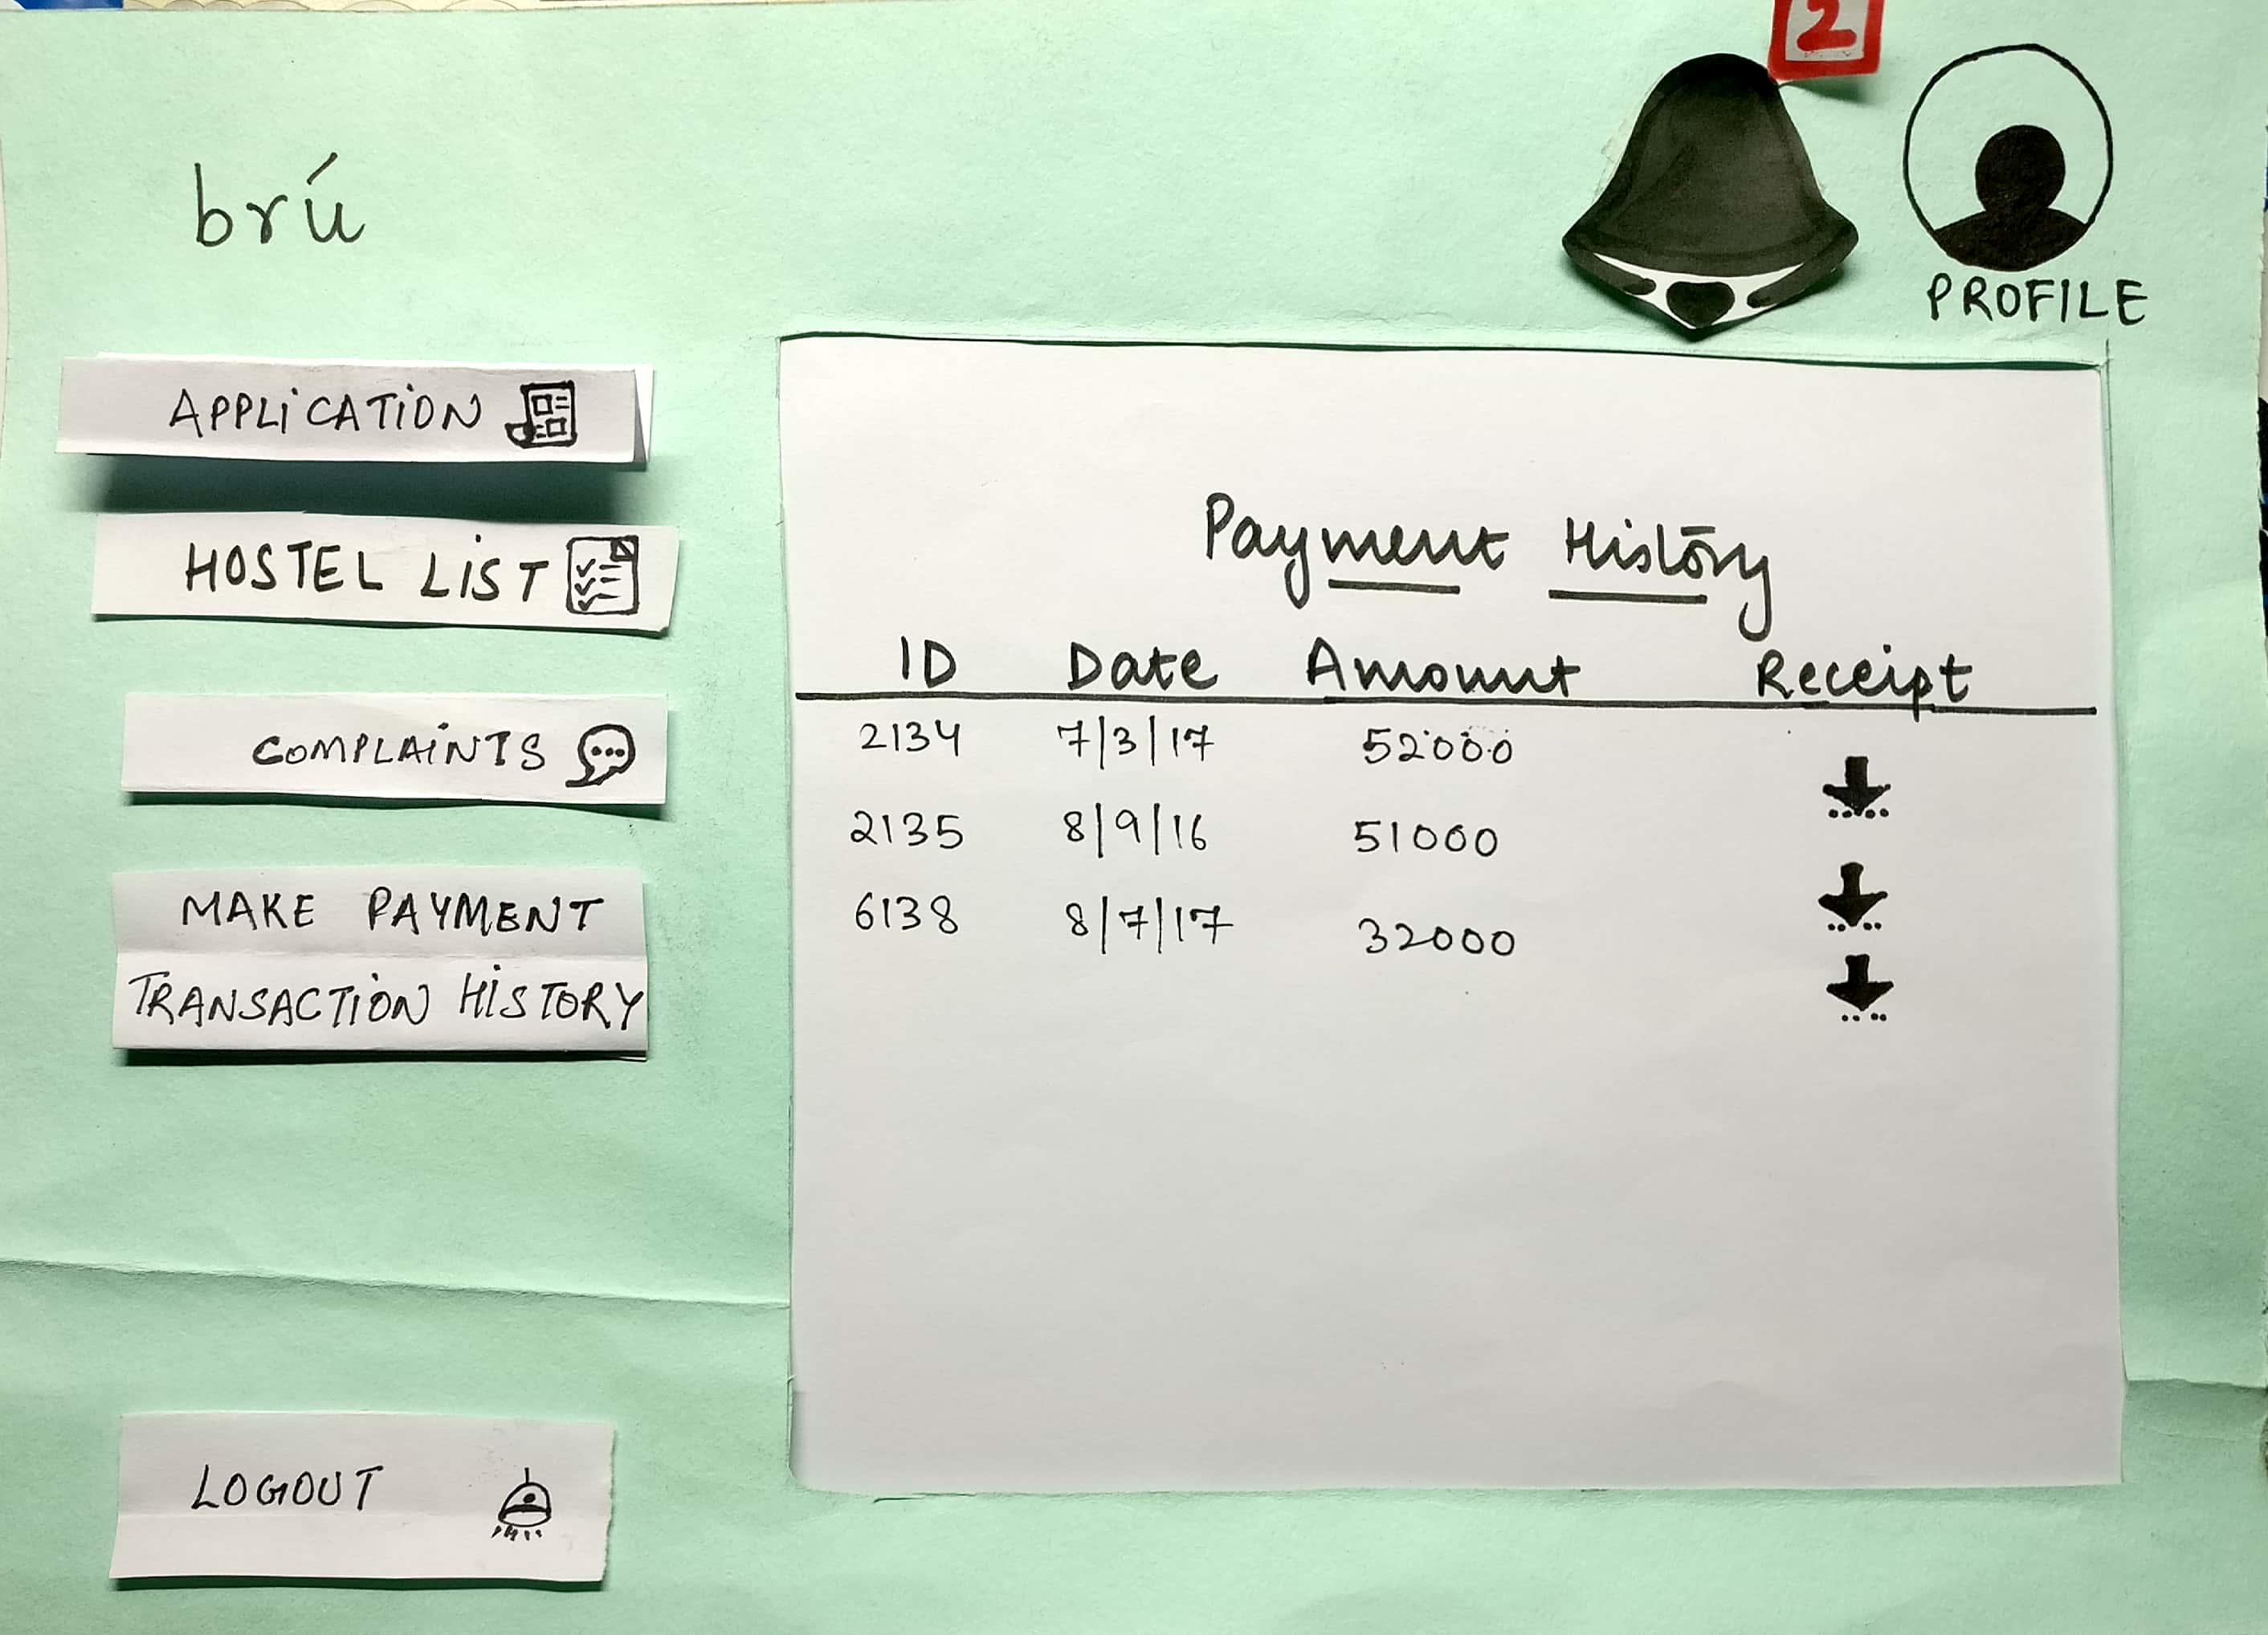 2
brú
PROFILE
APPLiCATiON
HOSTEL LiST
COMPLAiNTS
MAKE PAYMENT
TRANSACTiON HiSTORY
LOGOUT
Payment History
ID Date Amount Receipt
2134 7/3/17 52000
2135 8/9/16 51000
6138 8/7/17 32000